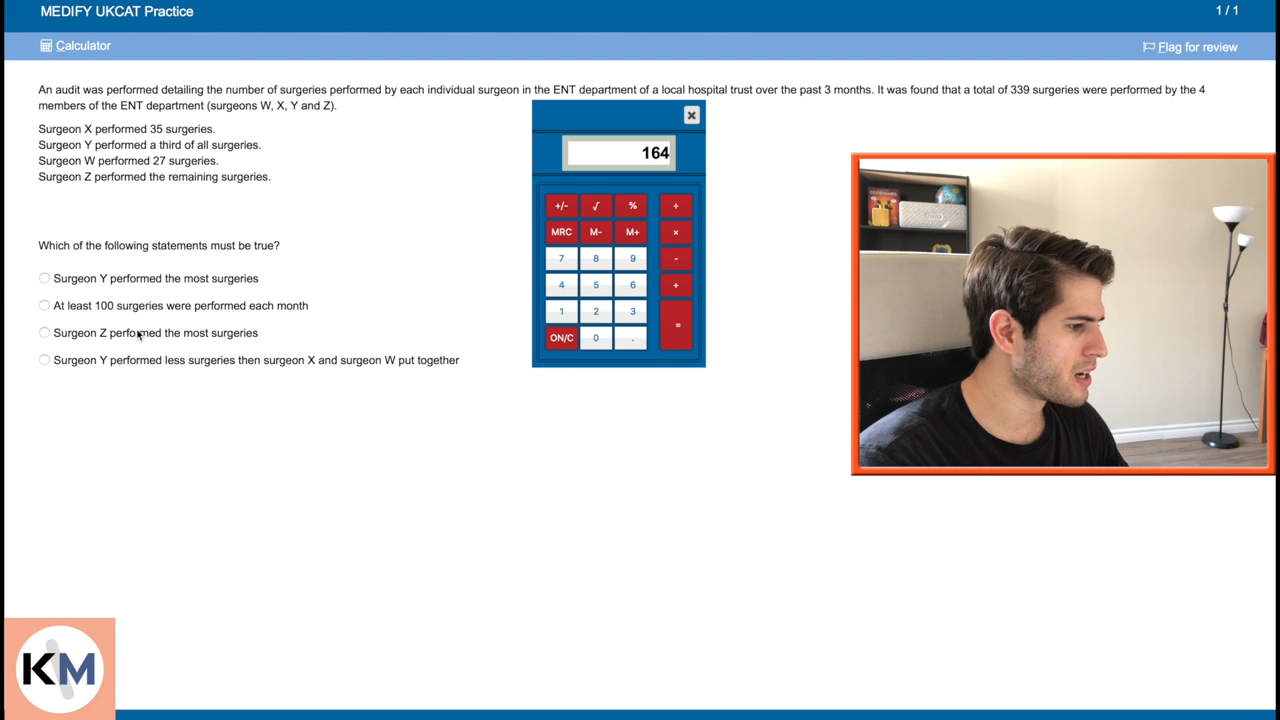 MEDIFY UKCAT Practice
1 / 1
Calculator
Flag for review
An audit was performed detailing the number of surgeries performed by each individual surgeon in the ENT department of a local hospital trust over the past 3 months. It was found that a total of 339 surgeries were performed by the 4
members of the ENT department (surgeons W, X, Y and Z).
Surgeon X performed 35 surgeries.
Surgeon Y performed a third of all surgeries.
Surgeon W performed 27 surgeries.
Surgeon Z performed the remaining surgeries.
Which of the following statements must be true?
Surgeon Y performed the most surgeries
At least 100 surgeries were performed each month
Surgeon Z performed the most surgeries
Surgeon Y performed less surgeries then surgeon X and surgeon W put together
164
+/- √ % ÷
MRC M- M+ ×
7 8 9 -
4 5 6 +
1 2 3 =
ON/C 0 .
CODENAMES
KM